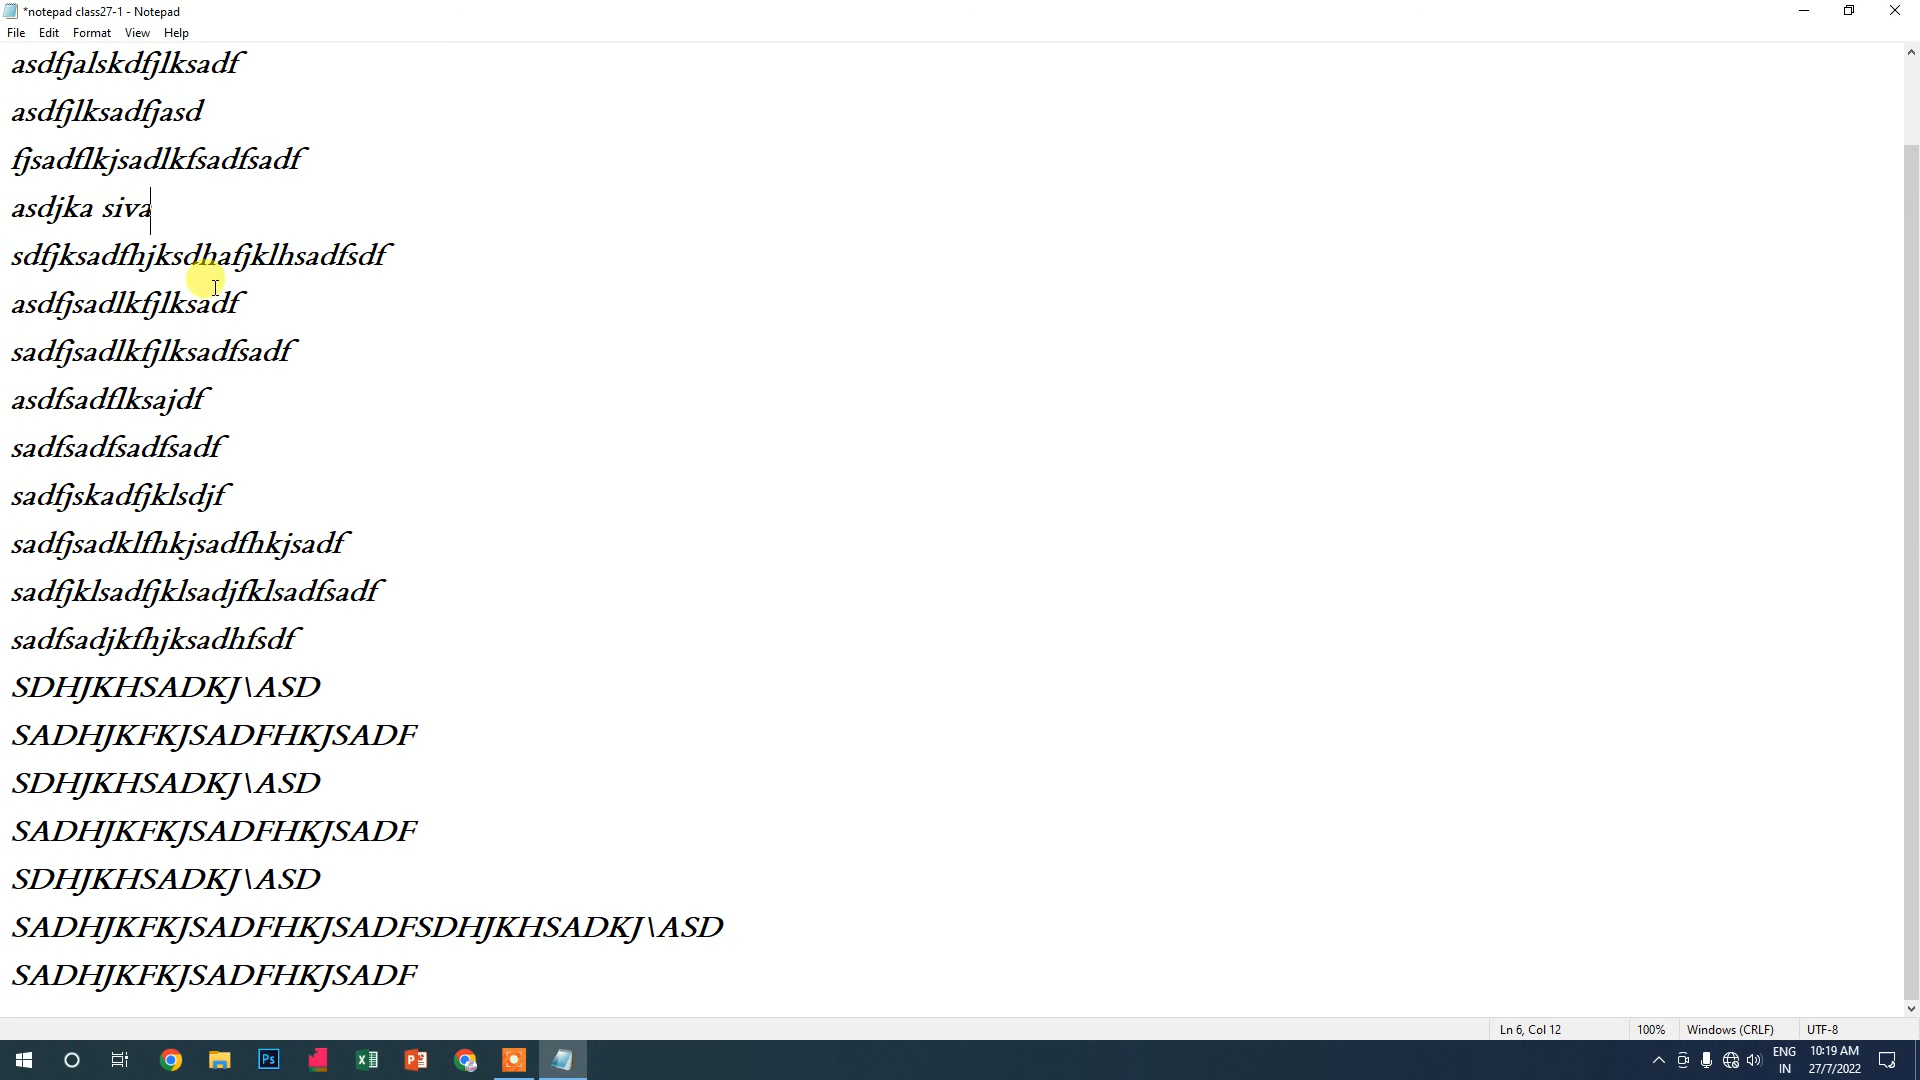 *notepad class27-1 - Notepad
File Edit Format View Help
asdfjalskdfjlksadf
asdfjlksadfjasd
fjsadflkjsadlkfsadfsadf
asdjka siva
sdfjksadfhjksdhafjklhsadfsdf
asdfjsadlkfjlksadf
sadfjsadlkfjlksadfsadf
asdfsadflksajdf
sadfsadfsadfsadf
sadfjskadfjklsdjf
sadfjsadklfhkjsadfhkjsadf
sadfjklsadfjklsadjfklsadfsadf
sadfsadjkfhjksadhfsdf
SDHJKHSADKJ\ASD
SADHJKFKJSADFHKJSADF
SDHJKHSADKJ\ASD
SADHJKFKJSADFHKJSADF
SDHJKHSADKJ\ASD
SADHJKFKJSADFHKJSADFSDHJKHSADKJ\ASD
SADHJKFKJSADFHKJSADF
Ln 6, Col 12 100% Windows (CRLF) UTF-8
Ps
ENG 10:19 AM
IN 27/7/2022